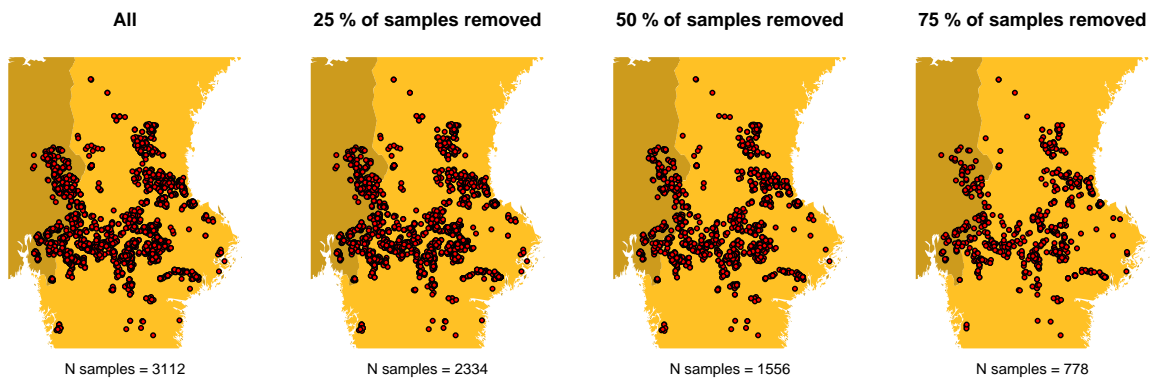 All
25 % of samples removed
50 % of samples removed
75 % of samples removed
N samples = 3112
N samples = 2334
N samples = 1556
N samples = 778